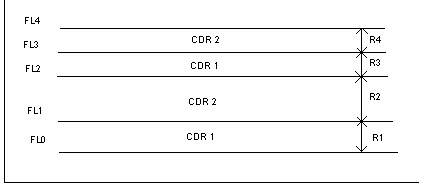 FL4
FL3 CDR 2 R4
FL2 CDR 1 R3
CDR 2 R2
FL1
FL0 CDR 1 R1